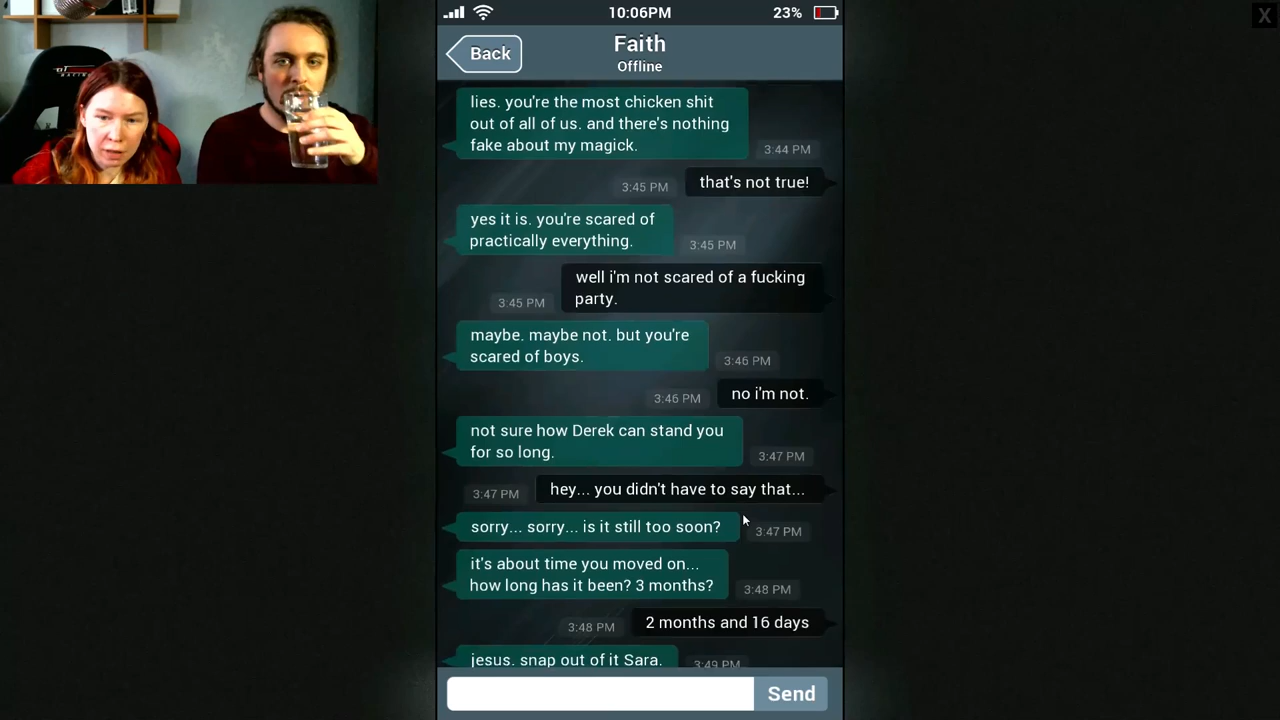 10:06PM
23%
X
Back
Faith
Offline
lies. you're the most chicken shit
out of all of us. and there's nothing
fake about my magick.
3:44 PM
that's not true!
3:45 PM
yes it is. you're scared of
practically everything.
3:45 PM
well i'm not scared of a fucking
party.
3:45 PM
maybe. maybe not. but you're
scared of boys.
3:46 PM
no i'm not.
3:46 PM
not sure how Derek can stand you
for so long.
3:47 PM
hey... you didn't have to say that...
3:47 PM
sorry... sorry... is it still too soon?
3:47 PM
it's about time you moved on...
how long has it been? 3 months?
3:48 PM
2 months and 16 days
3:48 PM
jesus. snap out of it Sara.
3:49 PM
Send